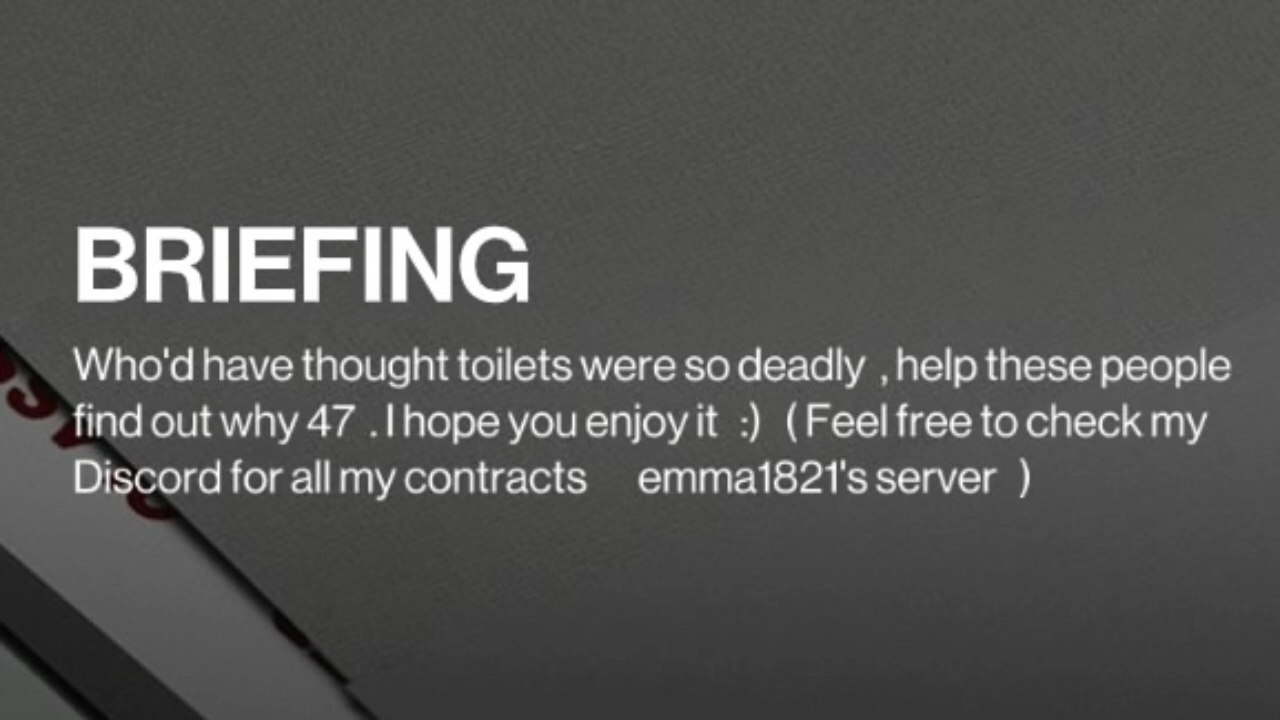 BRIEFING
Who'd have thought toilets were so deadly , help these people
find out why 47 . I hope you enjoy it :) ( Feel free to check my
Discord for all my contracts emma1821's server )